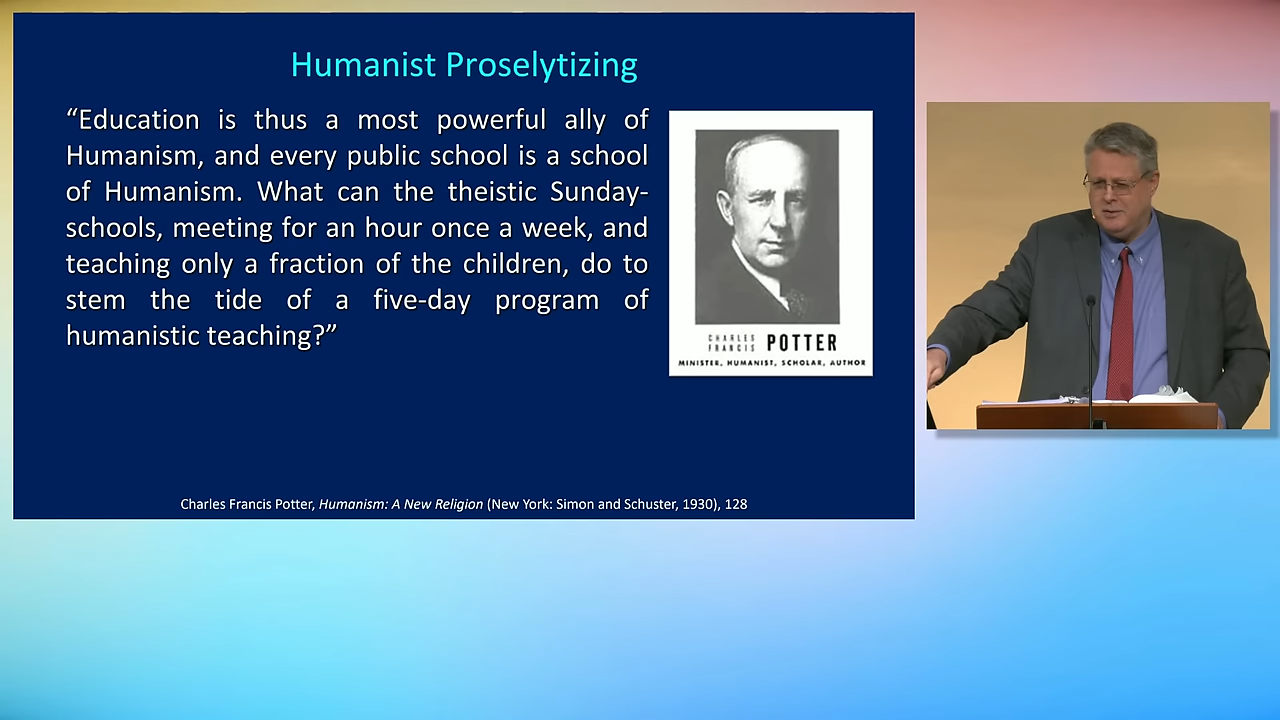 Humanist Proselytizing
“Education is thus a most powerful ally of
Humanism, and every public school is a school
of Humanism. What can the theistic Sunday-
schools, meeting for an hour once a week, and
teaching only a fraction of the children, do to
stem the tide of a five-day program of
humanistic teaching?”
CHARLES
FRANCIS POTTER
MINISTER, HUMANIST, SCHOLAR, AUTHOR
Charles Francis Potter, Humanism: A New Religion (New York: Simon and Schuster, 1930), 128